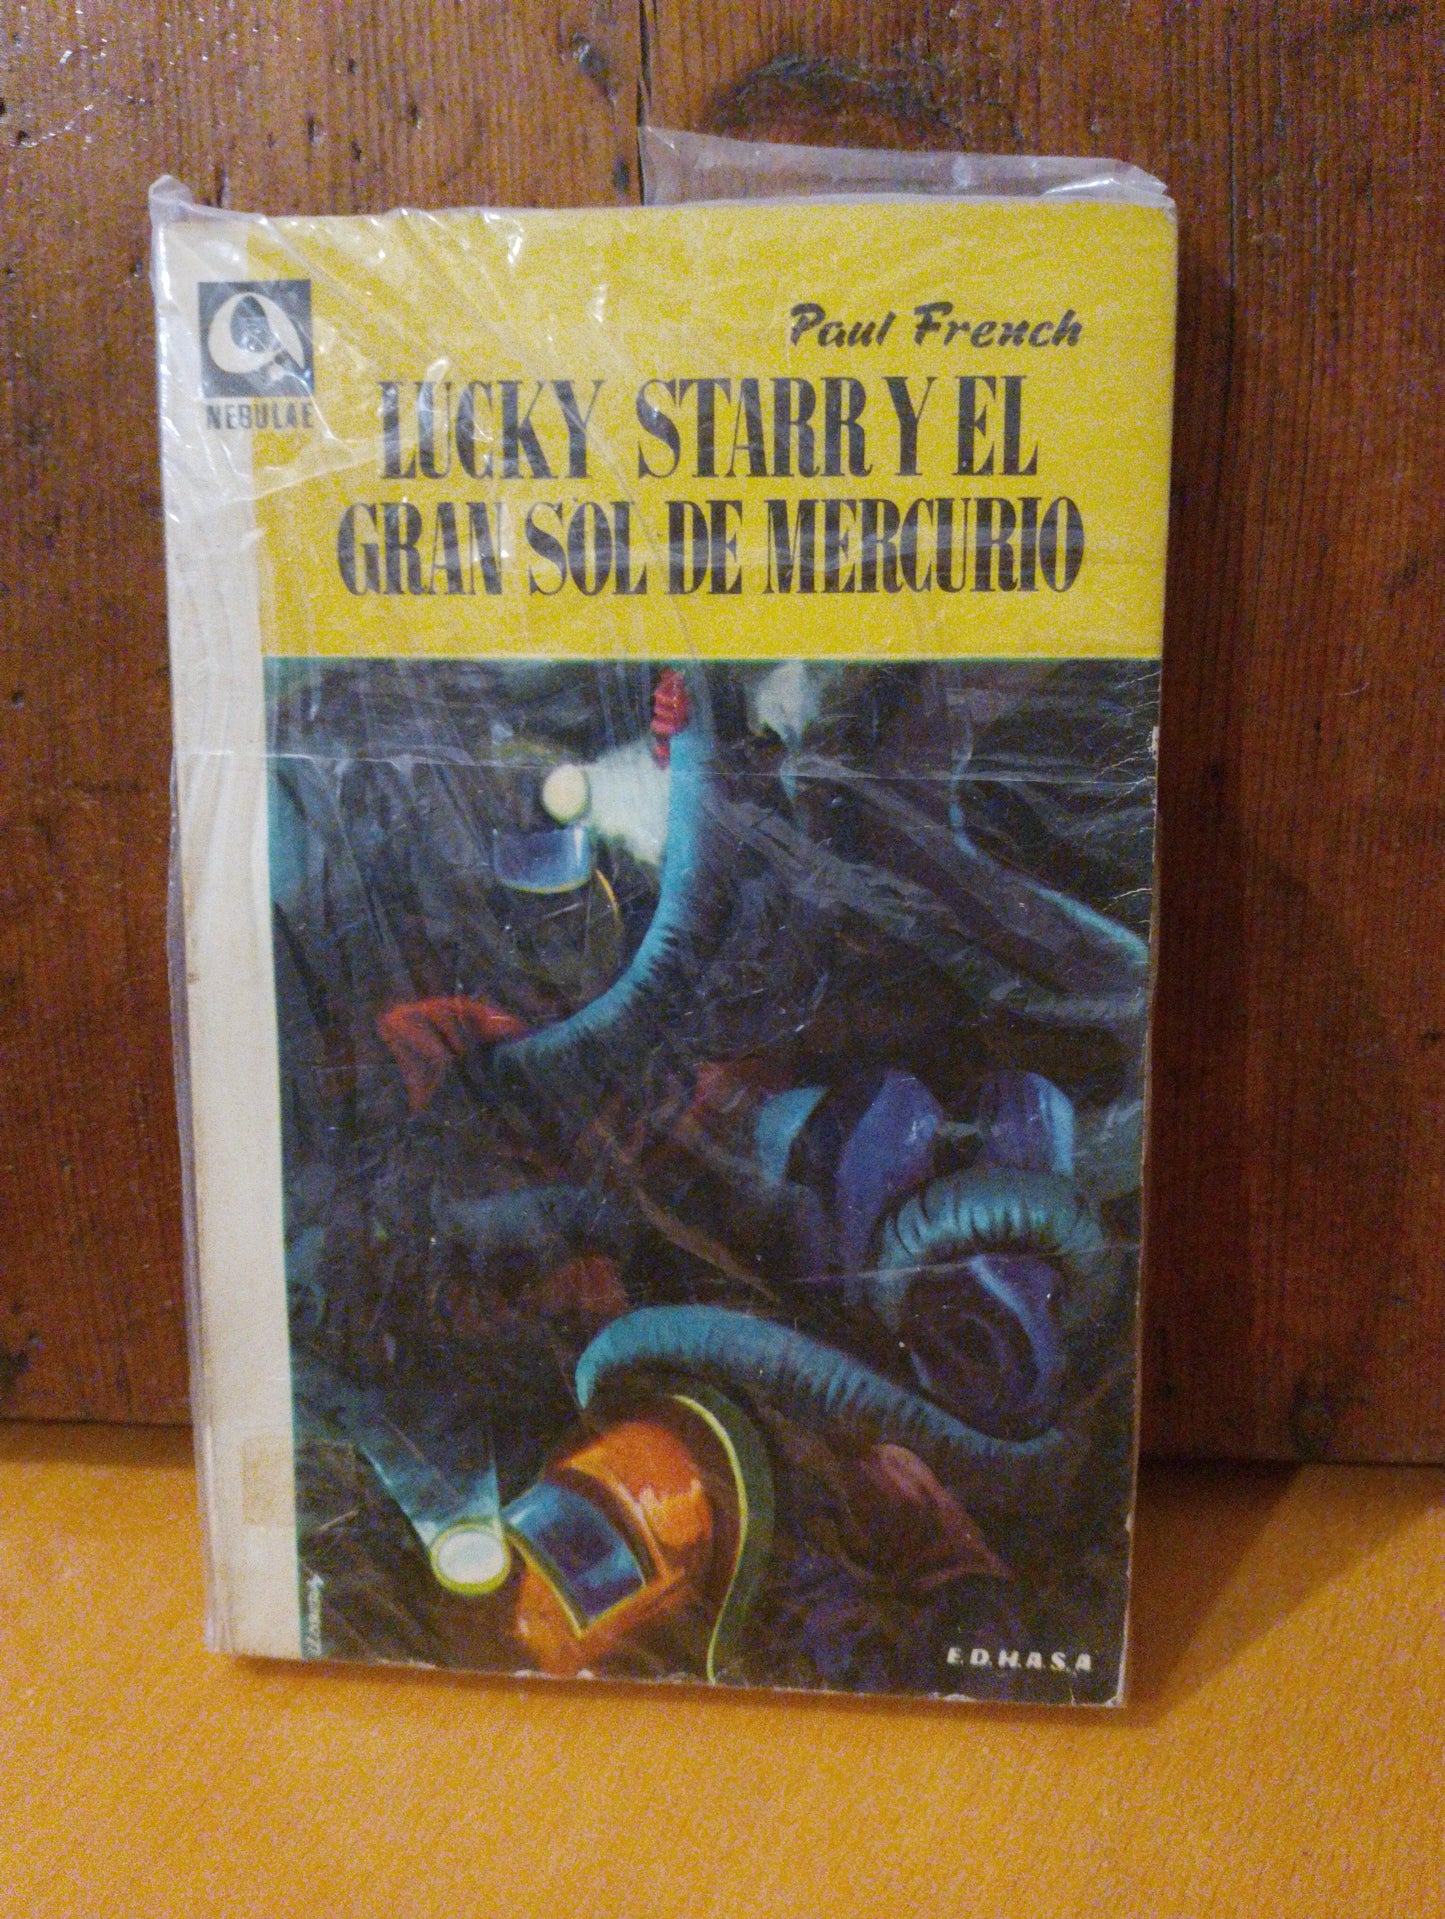 Paul French
NEBULAE
LUCKY STARR Y EL
GRAN SOL DE MERCURIO
E.D.H.A.S.A